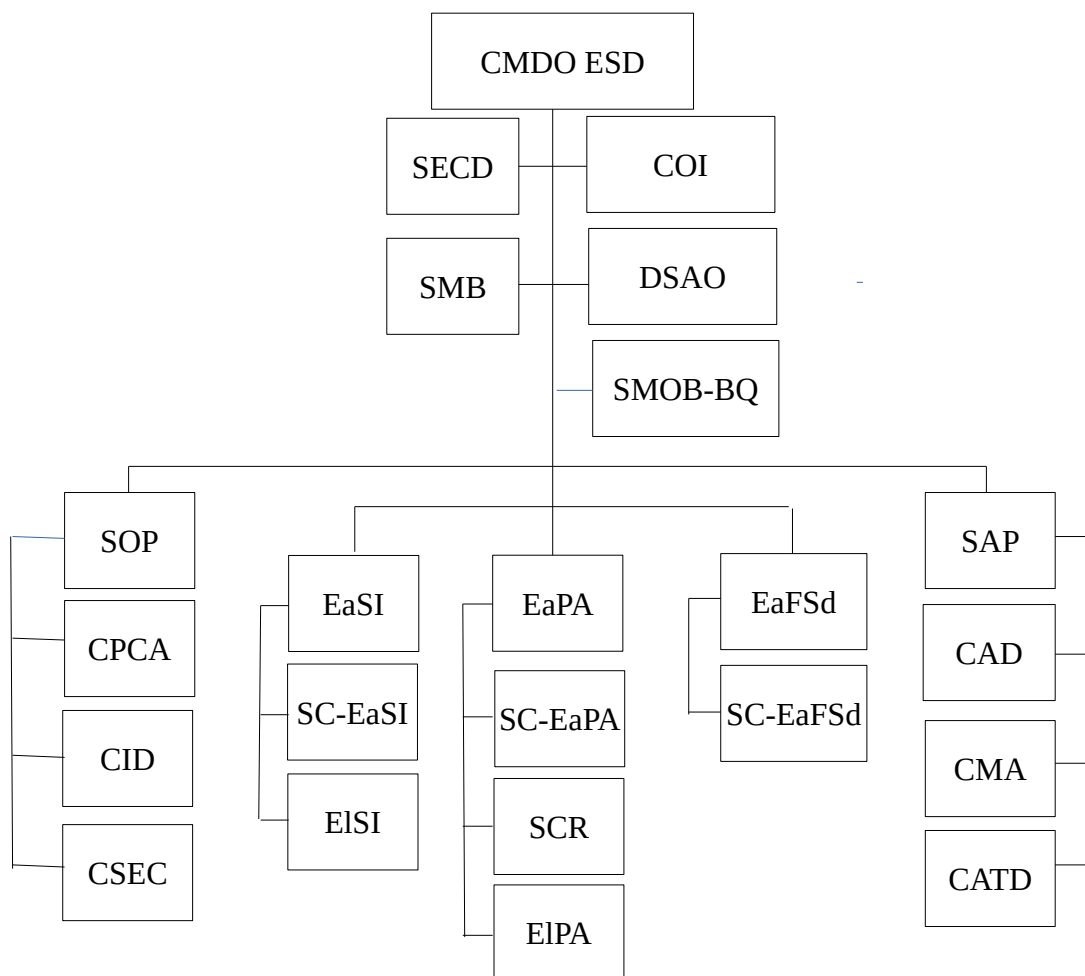 CMDO ESD
SECD
COI
SMB
DSAO
SMOB-BQ
SOP
CPCA
CID
CSEC
EaSI
SC-EaSI
ElSI
EaPA
SC-EaPA
SCR
ElPA
EaFSd
SC-EaFSd
SAP
CAD
CMA
CATD